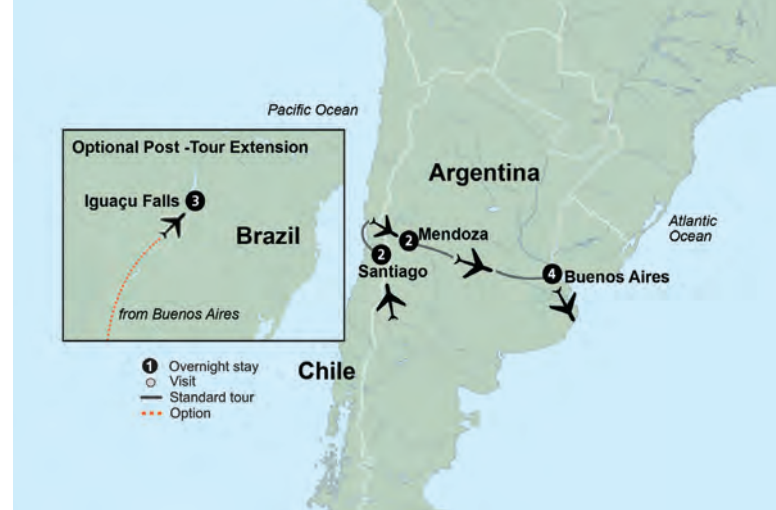 Pacific Ocean
Optional Post -Tour Extension
Iguaçu Falls 3
Brazil
from Buenos Aires
Argentina
Atlantic
Ocean
2 Mendoza
2
Santiago
4 Buenos Aires
Chile
1 Overnight stay
Visit
Standard tour
Option